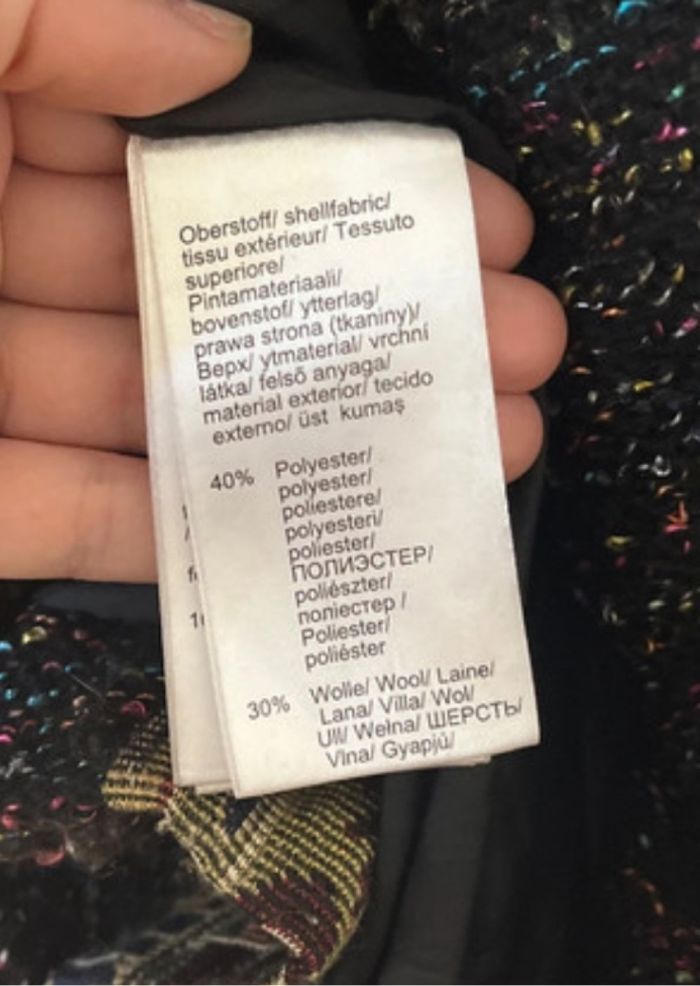 Oberstoff/ shellfabric/
tissu extérieur/ Tessuto
superiore/
Pintamateriaali/
bovenstof/ ytterlag/
prawa strona (tkaniny)/
Верх/ ytmaterial/ vrchní
látka/ felső anyaga/
material exterior/ tecido
externo/ üst kumaş
40% Polyester/
polyester/
poliestere/
polyesteri/
poliester/
ПОЛИЭСТЕР/
poliészter/
поліестер /
Poliester/
poliéster
30% Wolle/ Wool/ Laine/
Lana/ Villa/ Wol/
Ull/ Wełna/ ШЕРСТЬ/
Vlna/ Gyapjú/